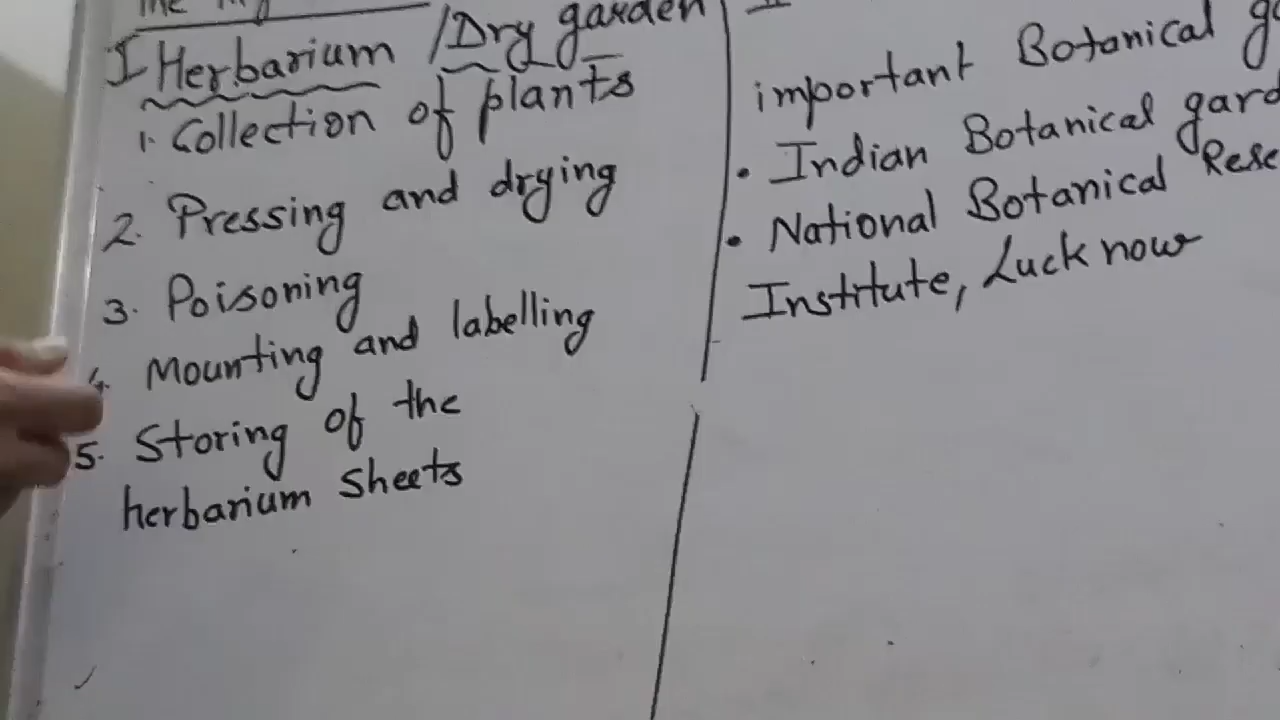 I Herbarium / Dry garden
1. Collection of plants
2. Pressing and drying
3. Poisoning
4. Mounting and labelling
5. Storing of the
herbarium sheets
important Botanical
• Indian Botanical
• National Botanical
Institute, Lucknow